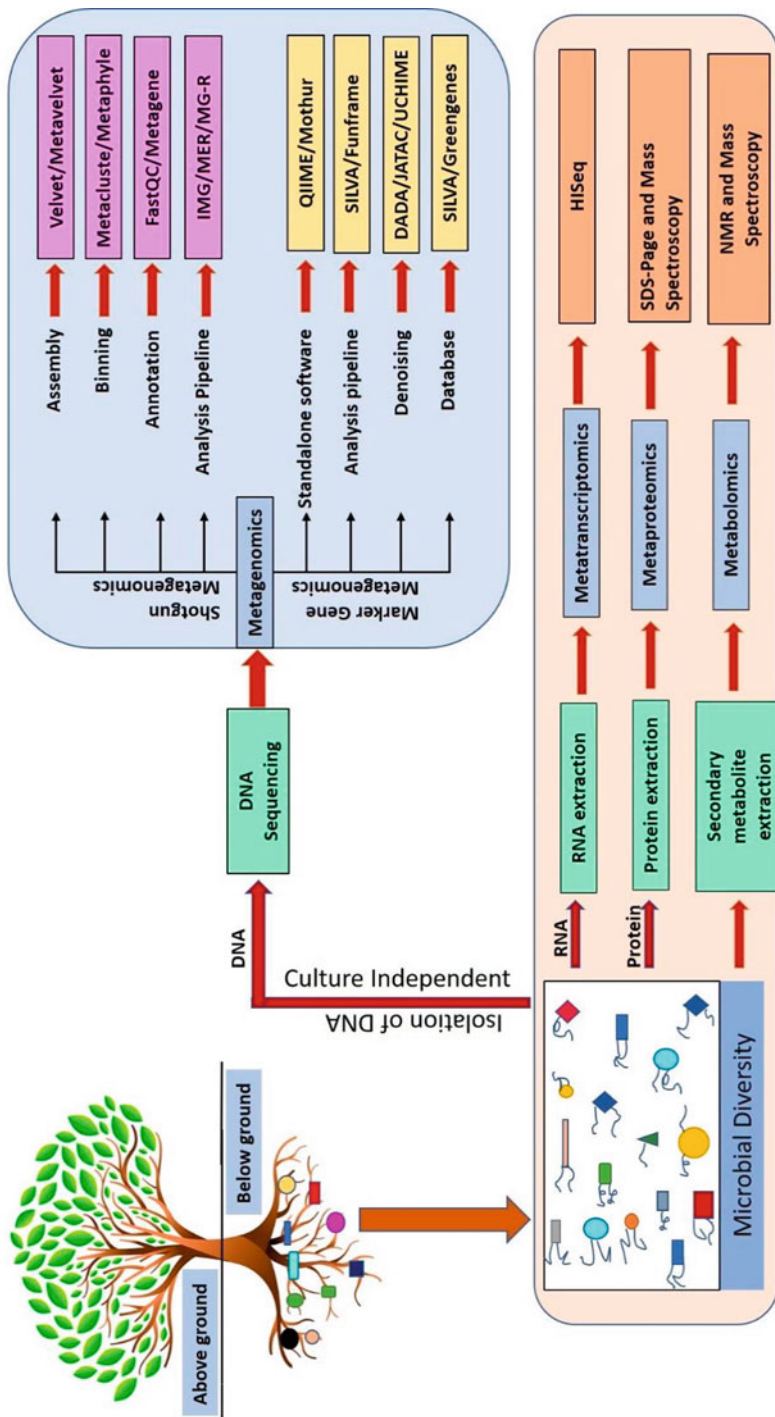 Above ground
Below ground
Microbial Diversity
Culture Independent
Isolation of DNA
DNA
DNA
Sequencing
Metagenomics
Shotgun
Metagenomics
Assembly
Velvet/Metavelvet
Binning
Metacluste/Metaphyle
Annotation
FastQC/Metagene
Analysis Pipeline
IMG/MER/MG-R
Marker Gene
Metagenomics
Standalone software
QIIME/Mothur
Analysis pipeline
SILVA/Funframe
Denoising
DADA/JATAC/UCHIME
Database
SILVA/Greengenes
RNA
RNA extraction
Metatranscriptomics
HISeq
Protein
Protein extraction
Metaproteomics
SDS-Page and Mass
Spectroscopy
Secondary
metabolite
extraction
Metabolomics
NMR and Mass
Spectroscopy